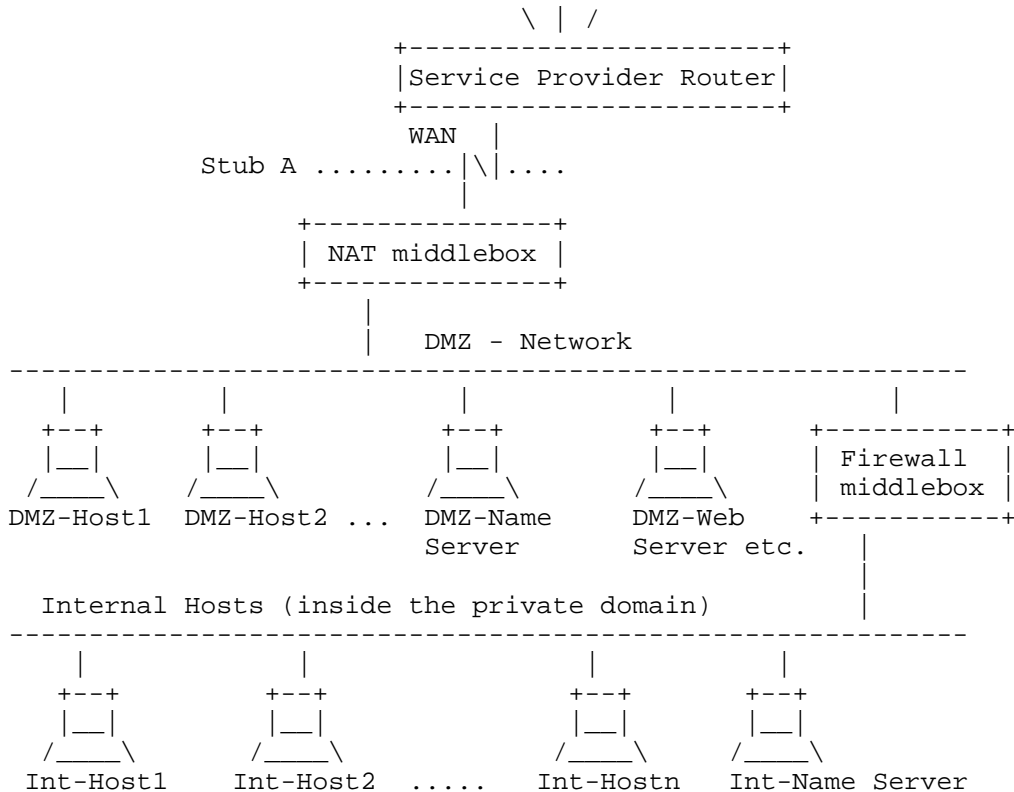 Service Provider Router
WAN
Stub A .........|\|....
NAT middlebox
DMZ - Network
Firewall
middlebox
DMZ-Host1 DMZ-Host2 ... DMZ-Name DMZ-Web
Server Server etc.
Internal Hosts (inside the private domain)
Int-Host1 Int-Host2 ..... Int-Hostn Int-Name Server